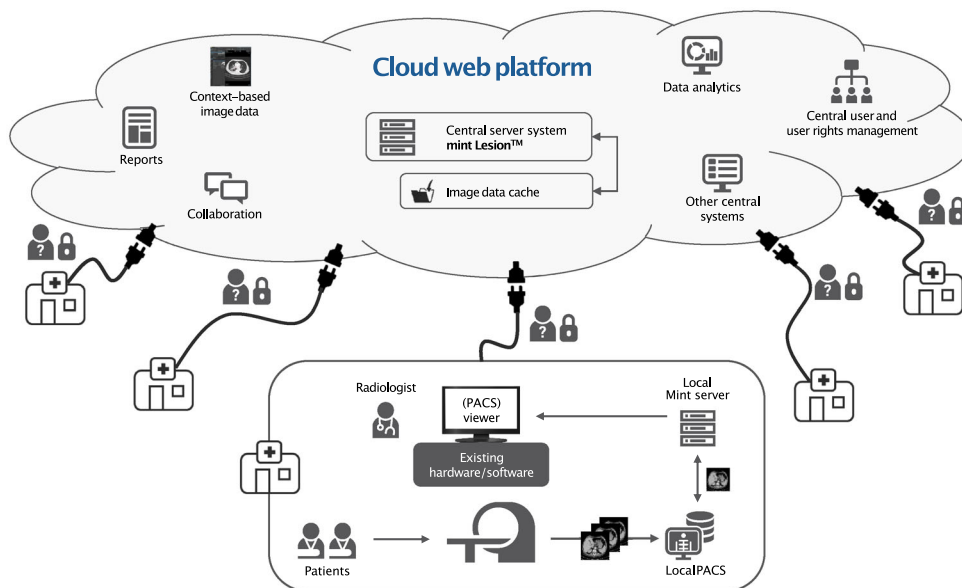 Cloud web platform
Context-based
image data
Data analytics
Central user and
user rights management
Reports
Central server system
mint Lesion™
Image data cache
Collaboration
Other central
systems
?
?
?
?
?
Radiologist
(PACS)
viewer
Local
Mint server
Existing
hardware/software
Patients
LocalPACS